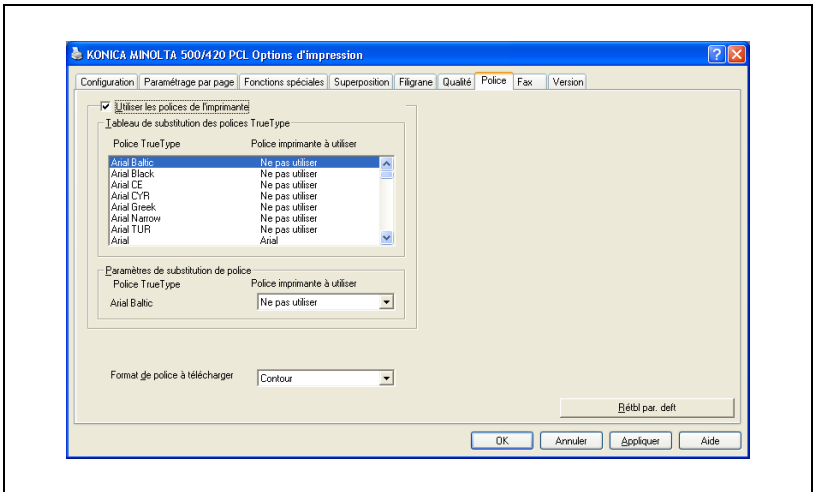 KONICA MINOLTA 500/420 PCL Options d'impression
Configuration Paramétrage par page Fonctions spéciales Superposition Filigrane Qualité Police Fax Version
Utiliser les polices de l'imprimante
Tableau de substitution des polices TrueType
Police TrueType Police imprimante à utiliser
Arial Baltic Ne pas utiliser
Arial Black Ne pas utiliser
Arial CE Ne pas utiliser
Arial CYR Ne pas utiliser
Arial Greek Ne pas utiliser
Arial Narrow Ne pas utiliser
Arial TUR Ne pas utiliser
Arial Arial
Paramètres de substitution de police
Police TrueType Police imprimante à utiliser
Arial Baltic Ne pas utiliser
Format de police à télécharger Contour
Rétbl par. deft
OK Annuler Appliquer Aide